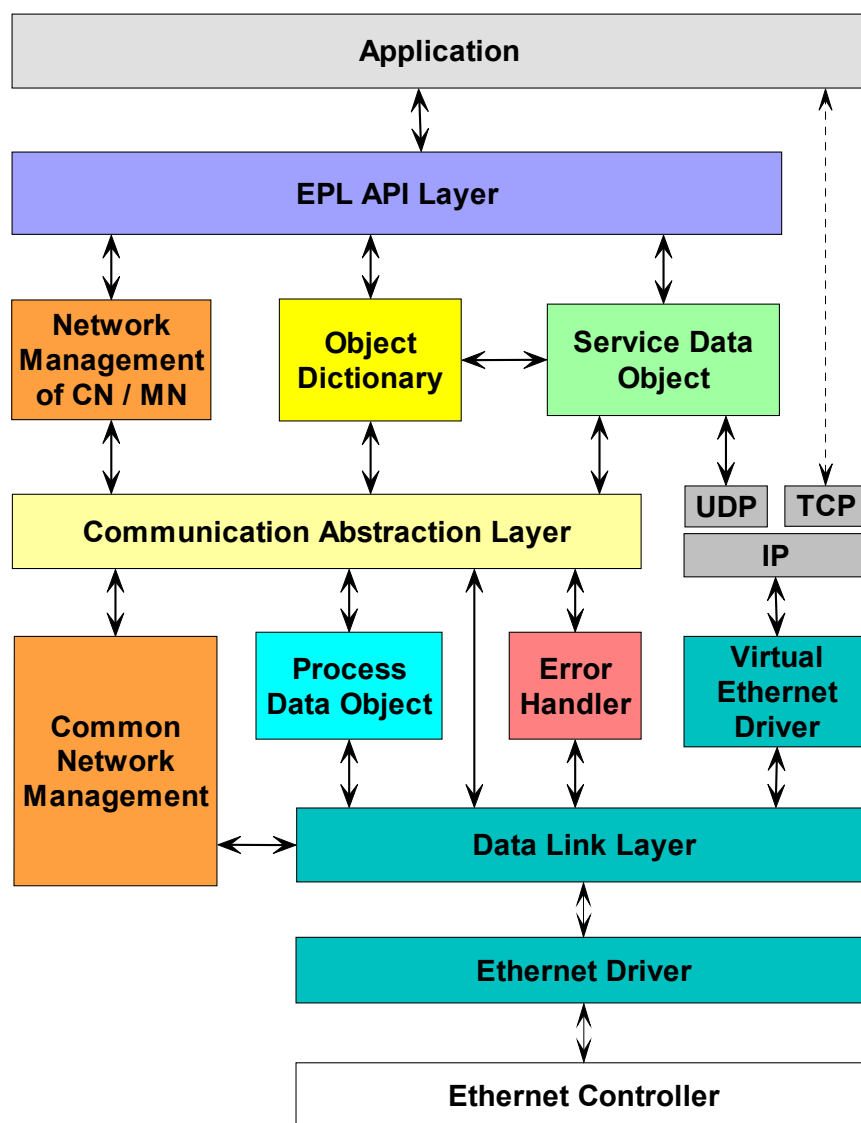 Application
EPL API Layer
Network
Management
of CN / MN
Object
Dictionary
Service Data
Object
UDP
TCP
Communication Abstraction Layer
IP
Common
Network
Management
Process
Data Object
Error
Handler
Virtual
Ethernet
Driver
Data Link Layer
Ethernet Driver
Ethernet Controller